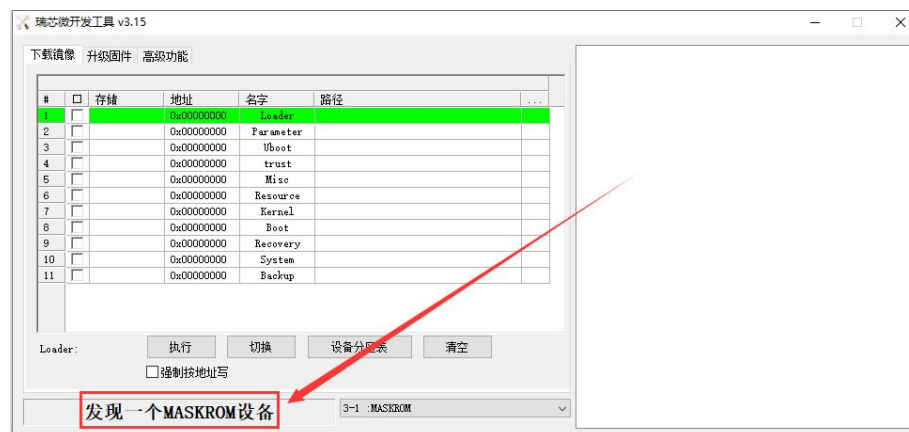 瑞芯微开发工具 v3.15
下载镜像 升级固件 高级功能
# 存储 地址 名字 路径 ...
1 0x00000000 Loader
2 0x00000000 Parameter
3 0x00000000 Uboot
4 0x00000000 trust
5 0x00000000 Misc
6 0x00000000 Resource
7 0x00000000 Kernel
8 0x00000000 Boot
9 0x00000000 Recovery
10 0x00000000 System
11 0x00000000 Backup
Loader: 执行 切换 设备分区表 清空
强制按地址写
发现一个MASKROM设备 3-1 :MASKROM